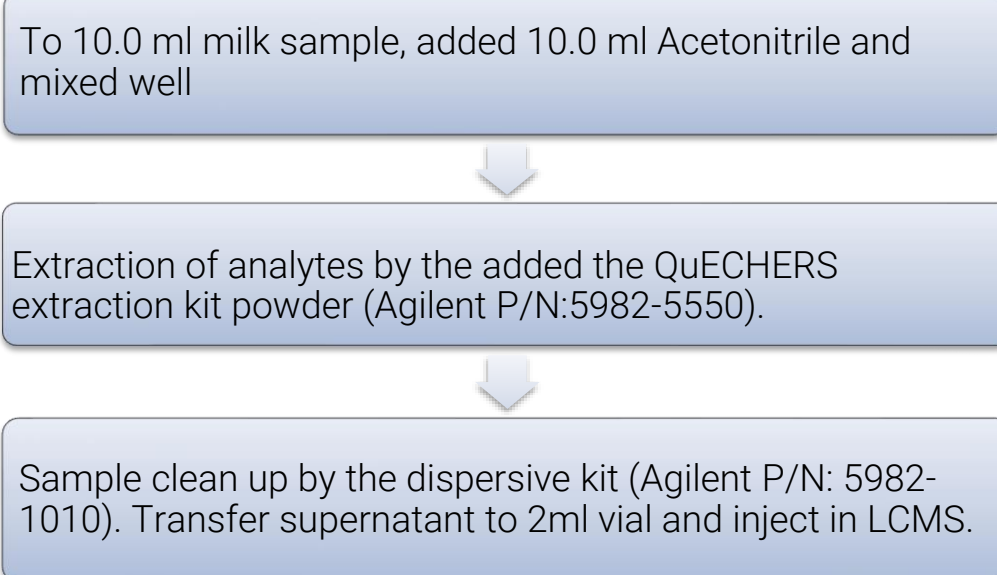 To 10.0 ml milk sample, added 10.0 ml Acetonitrile and
mixed well
Extraction of analytes by the added the QuECHERS
extraction kit powder (Agilent P/N:5982-5550).
Sample clean up by the dispersive kit (Agilent P/N: 5982-
1010). Transfer supernatant to 2ml vial and inject in LCMS.